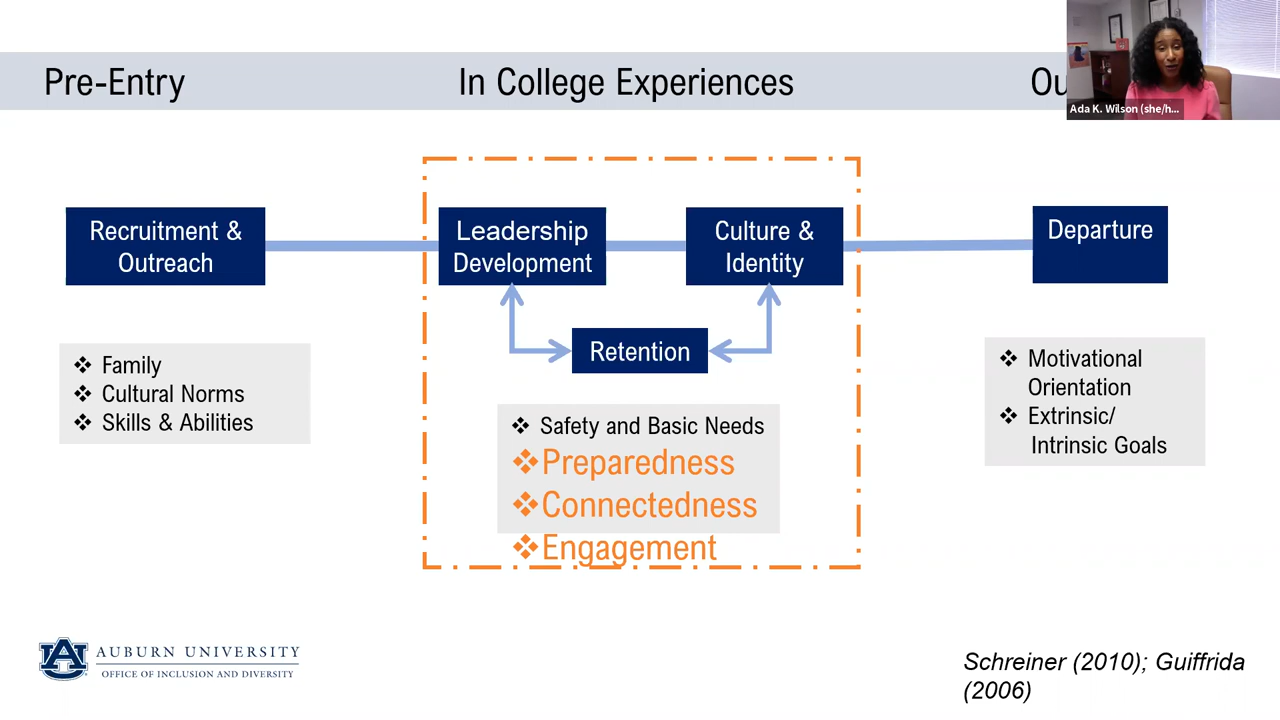 Pre-Entry
In College Experiences
Ou
Ada K. Wilson (she/h...
Recruitment &
Outreach
Leadership
Development
Culture &
Identity
Departure
Retention
❖ Family
❖ Cultural Norms
❖ Skills & Abilities
❖ Safety and Basic Needs
❖Preparedness
❖Connectedness
❖Engagement
❖ Motivational
Orientation
❖ Extrinsic/
Intrinsic Goals
AU
AUBURN UNIVERSITY
OFFICE OF INCLUSION AND DIVERSITY
Schreiner (2010); Guiffrida
(2006)